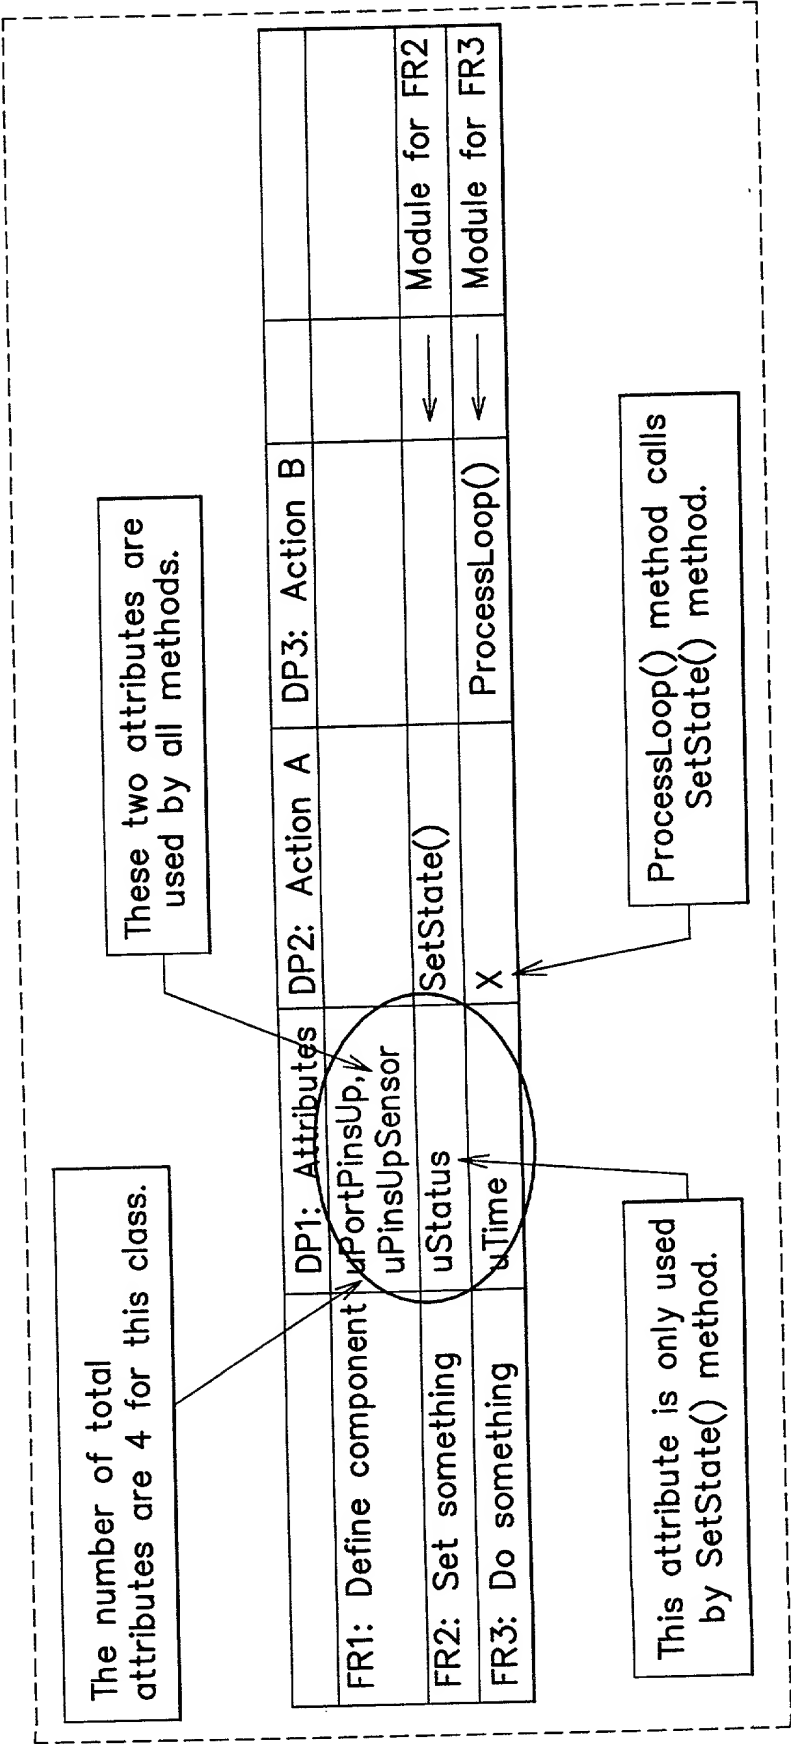 The number of total
attributes are 4 for this class.
These two attributes are
used by all methods.
DP1: Attributes DP2: Action A DP3: Action B
FR1: Define component uPortPinsUp,
uPinsUpSensor
FR2: Set something uStatus SetState() ← Module for FR2
FR3: Do something uTime X ProcessLoop() ← Module for FR3
This attribute is only used
by SetState() method.
ProcessLoop() method calls
SetState() method.